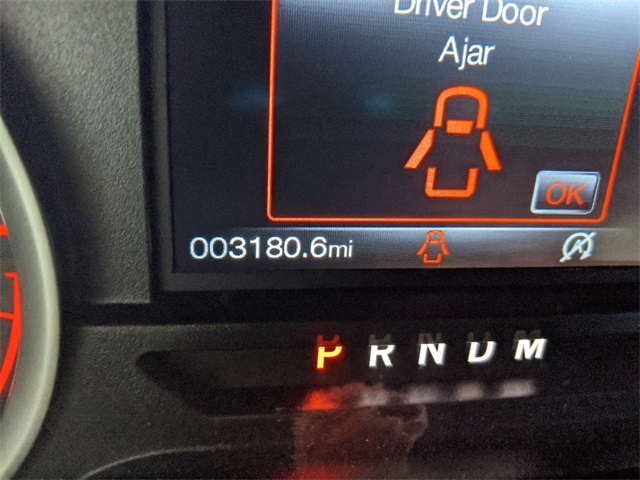 Driver Door
Ajar
OK
003180.6mi
P R N D M